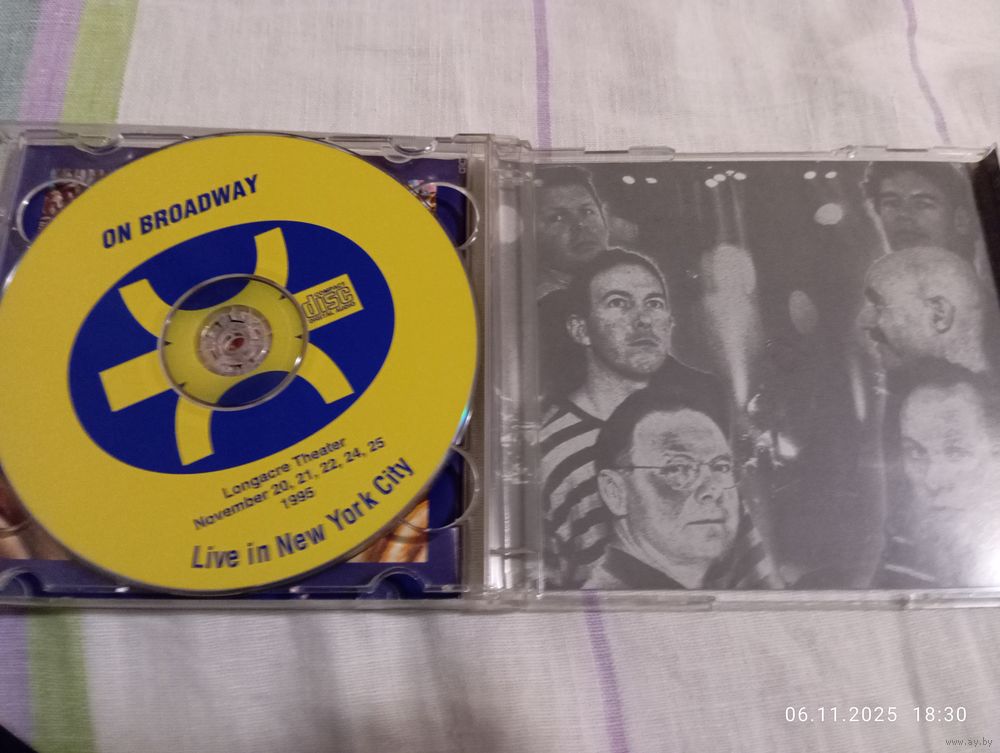 ON BROADWAY
COMPACT
disc
DIGITAL AUDIO
Longacre Theater
November 20, 21, 22, 24, 25
1995
Live in New York City
06.11.2025 18:30
www.ay.by